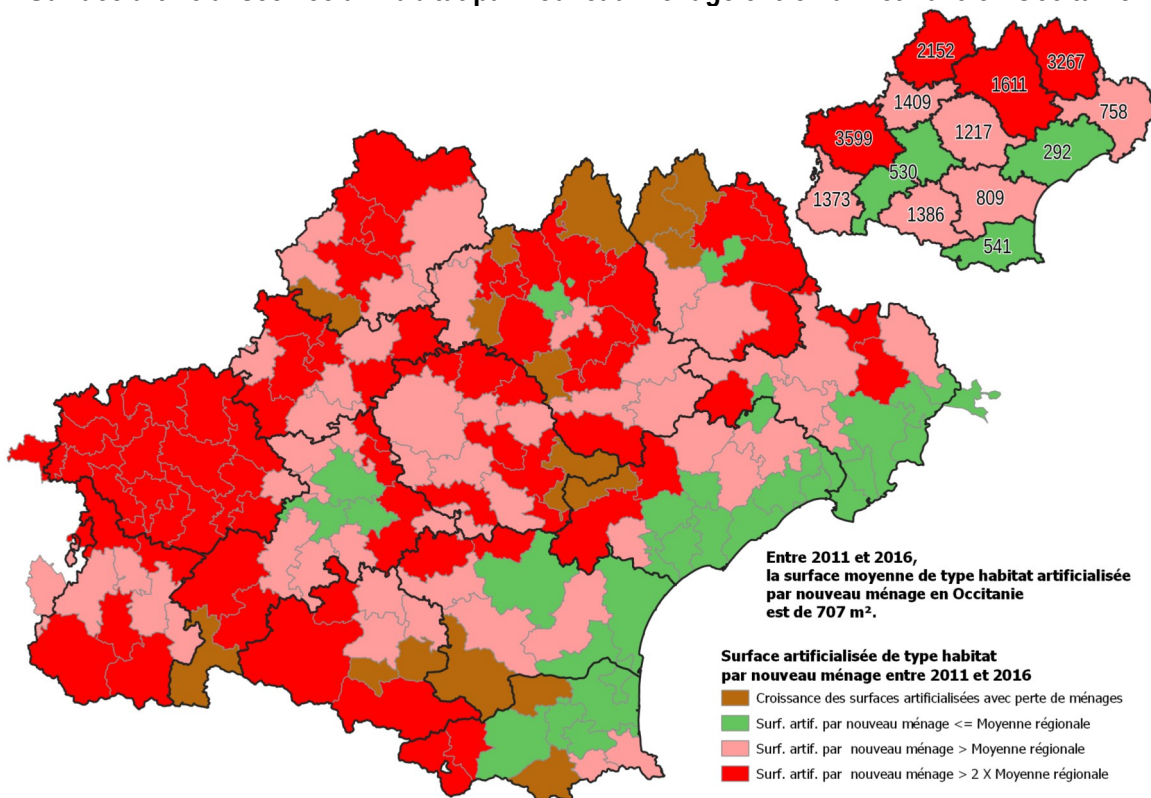 2152
3267
1611
1409
758
1217
3599
292
530
1373
809
1386
541
Entre 2011 et 2016,
la surface moyenne de type habitat artificialisée
par nouveau ménage en Occitanie
est de 707 m².
Surface artificialisée de type habitat
par nouveau ménage entre 2011 et 2016
Croissance des surfaces artificialisées avec perte de ménages
Surf. artif. par nouveau ménage <= Moyenne régionale
Surf. artif. par nouveau ménage > Moyenne régionale
Surf. artif. par nouveau ménage > 2 X Moyenne régionale